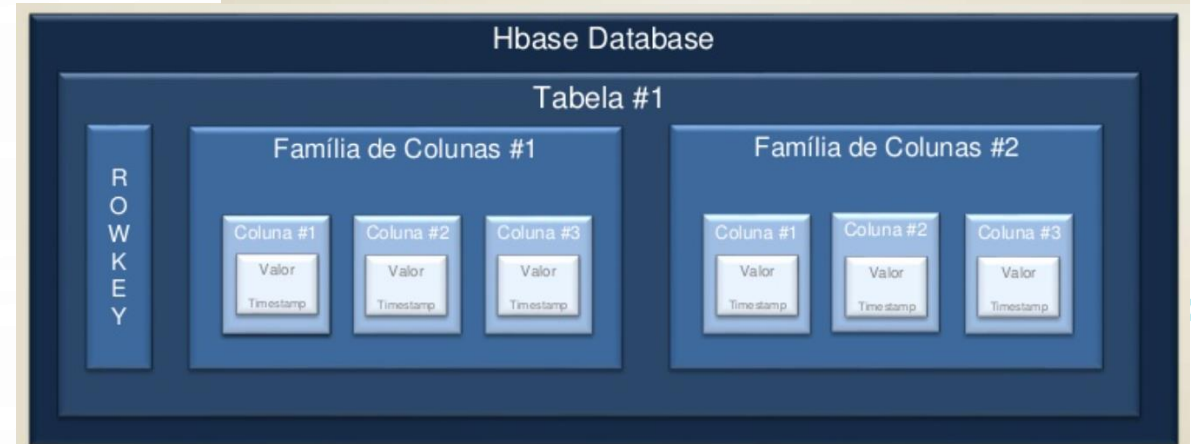 Hbase Database
Tabela #1
R
O
W
K
E
Y
Família de Colunas #1
Coluna #1
Valor
Timestamp
Coluna #2
Valor
Timestamp
Coluna #3
Valor
Timestamp
Família de Colunas #2
Coluna #1
Valor
Timestamp
Coluna #2
Valor
Timestamp
Coluna #3
Valor
Timestamp